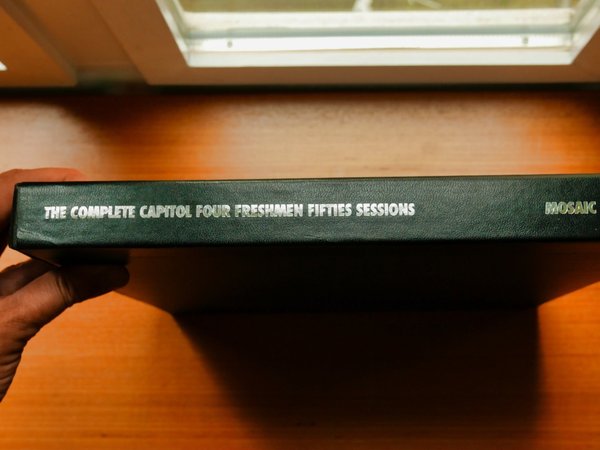 THE COMPLETE CAPITOL FOUR FRESHMEN FIFTIES SESSIONS
MOSAIC